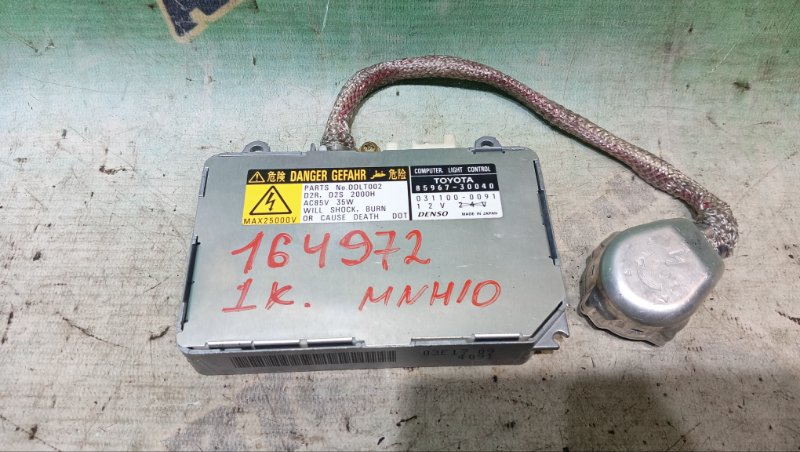 危険 DANGER GEFAHR 危险
PARTS No.DDLT002
D2R, D2S 2000H
AC85V 35W
WILL SHOCK, BURN
OR CAUSE DEATH DOT
MAX25000V
COMPUTER, LIGHT CONTROL
TOYOTA
85967-30040
031100-0091
12V 24V
DENSO MADE IN JAPAN
164972
1к. MNH10